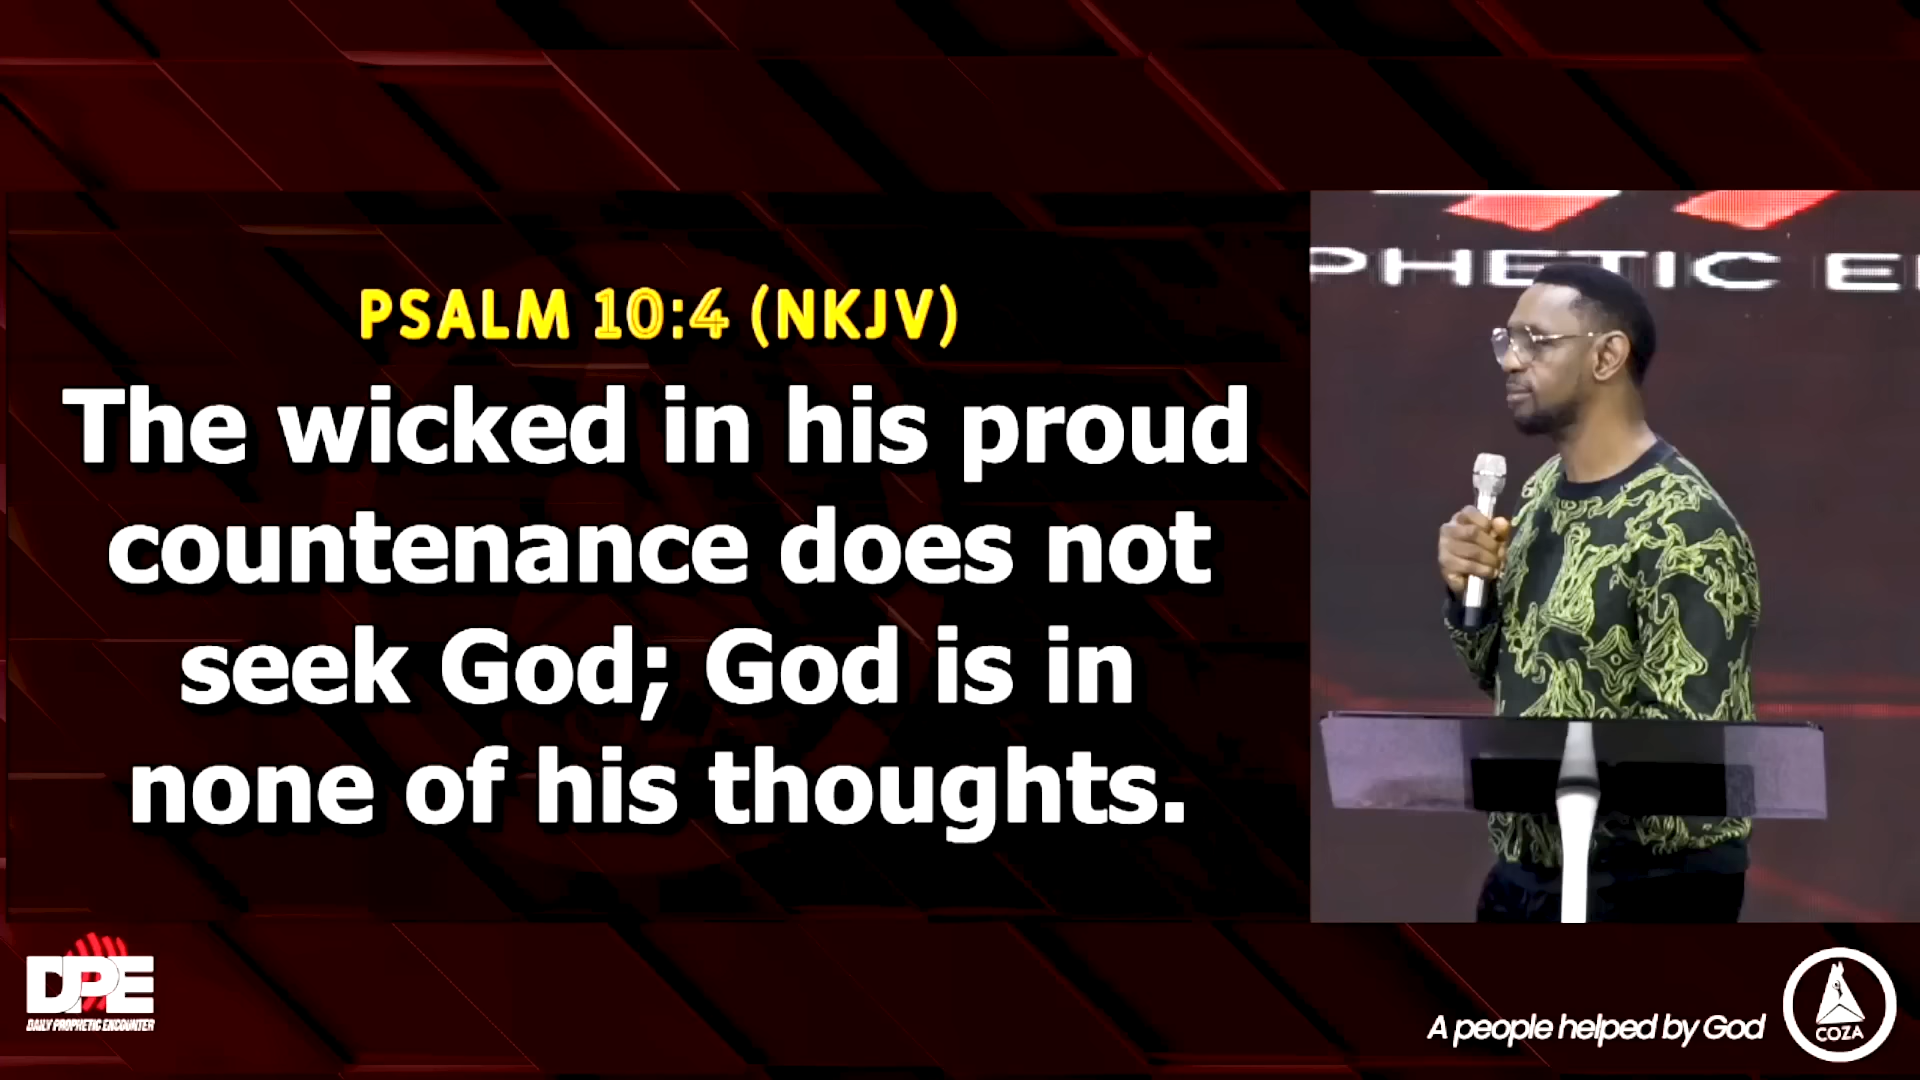 PHETIC E
PSALM 10:4 (NKJV)
The wicked in his proud
countenance does not
seek God; God is in
none of his thoughts.
DPE
DAILY PROPHETIC ENCOUNTER
A people helped by God
COZA